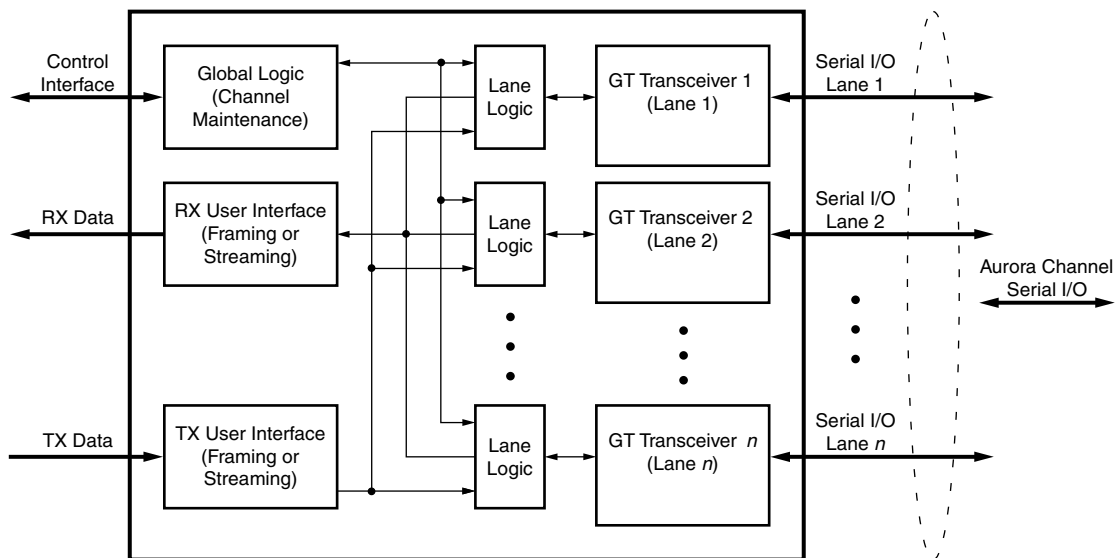 Control
Interface
Global Logic
(Channel
Maintenance)
Lane
Logic
GT Transceiver 1
(Lane 1)
Serial I/O
Lane 1
RX Data
RX User Interface
(Framing or
Streaming)
Lane
Logic
GT Transceiver 2
(Lane 2)
Serial I/O
Lane 2
Aurora Channel
Serial I/O
TX Data
TX User Interface
(Framing or
Streaming)
Lane
Logic
GT Transceiver n
(Lane n)
Serial I/O
Lane n